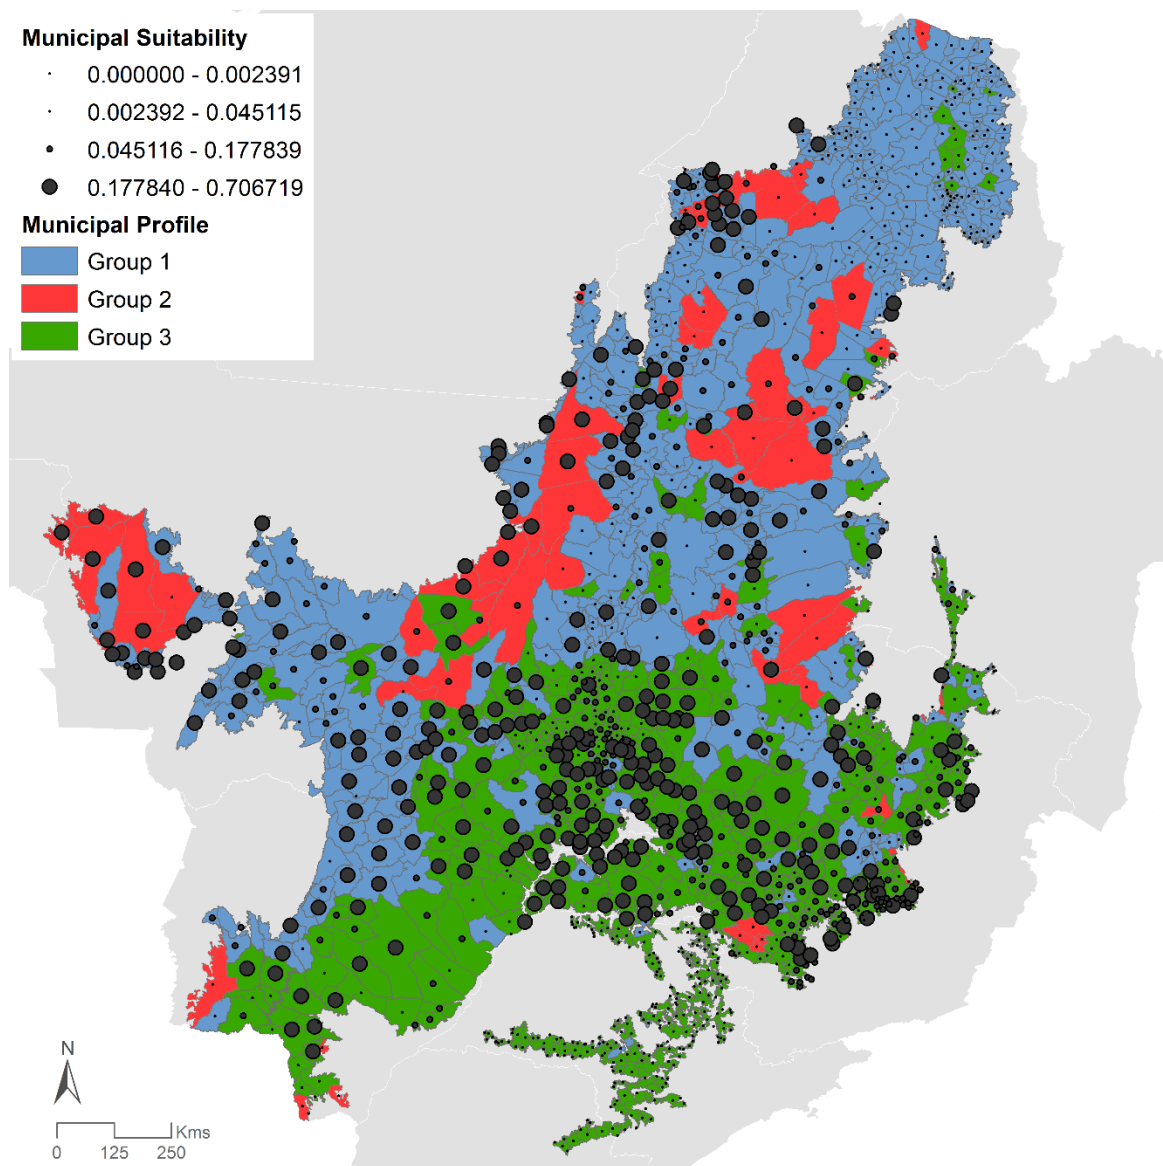 Municipal Suitability
0.000000 - 0.002391
0.002392 - 0.045115
0.045116 - 0.177839
0.177840 - 0.706719
Municipal Profile
Group 1
Group 2
Group 3
N
Kms
0 125 250